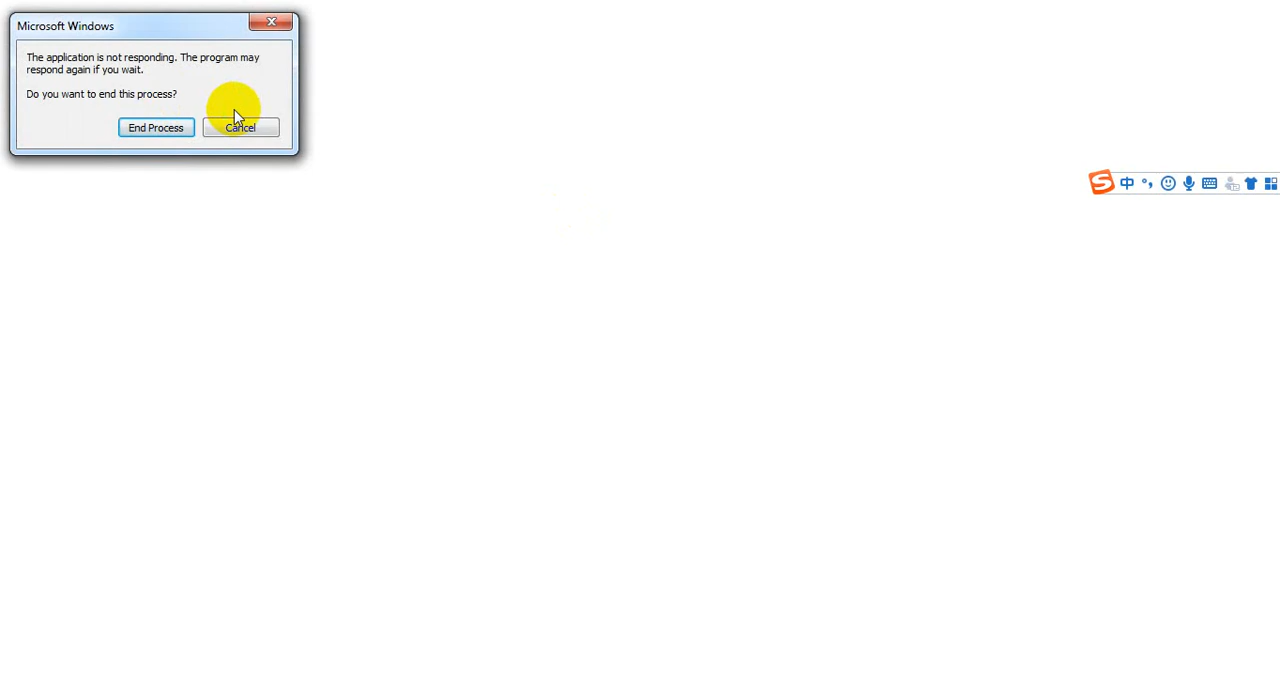 Microsoft Windows
The application is not responding. The program may
respond again if you wait.
Do you want to end this process?
End Process
Cancel
S 中